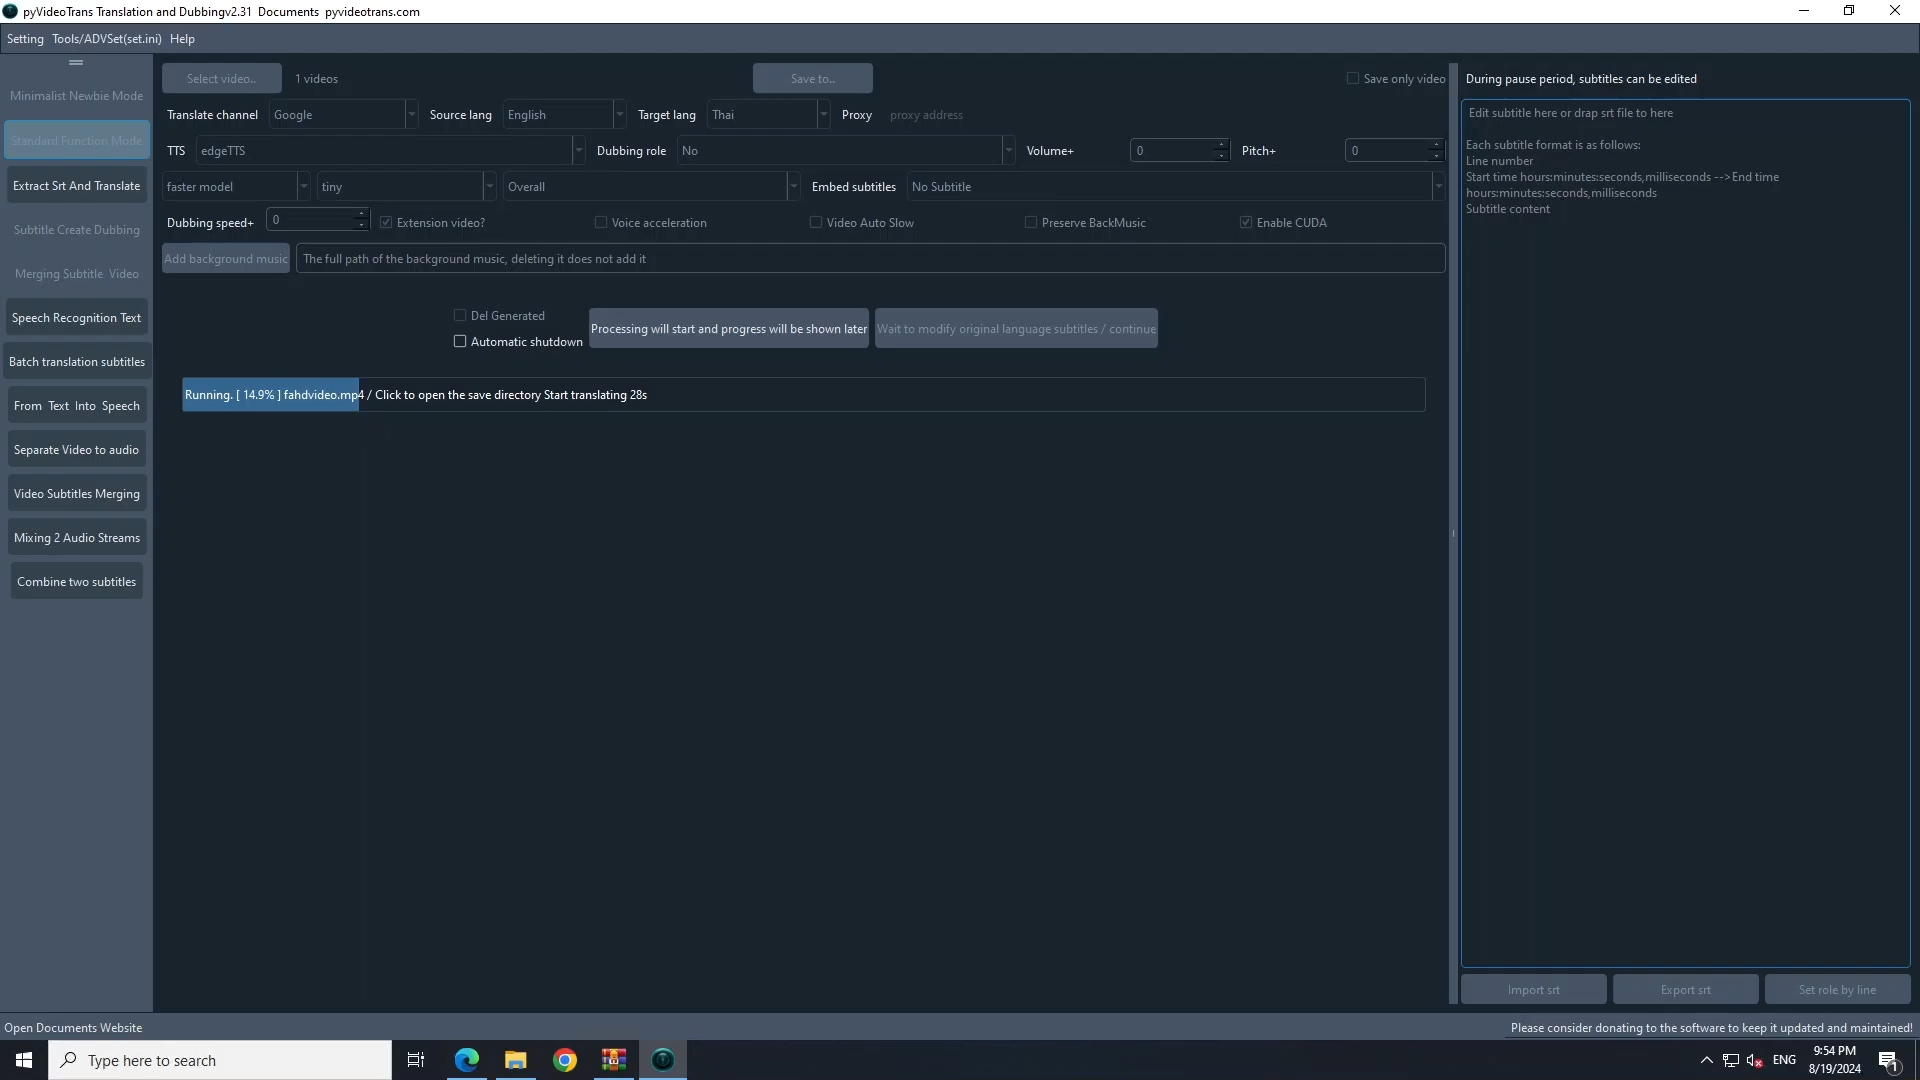 pyVideoTrans Translation and Dubbingv2.31  Documents  pyvideotrans.com
Setting  Tools/ADVSet(set.ini)  Help
Minimalist Newbie Mode
Standard Function Mode
Extract Srt And Translate
Subtitle Create Dubbing
Merging Subtitle  Video
Speech Recognition Text
Batch translation subtitles
From  Text  Into  Speech
Separate Video to audio
Video Subtitles Merging
Mixing 2 Audio Streams
Combine two subtitles
Select video..  1 videos  Save to..  Save only video
Translate channel  Google  Source lang  English  Target lang  Thai  Proxy  proxy address
TTS  edgeTTS  Dubbing role  No  Volume+  0  Pitch+  0
faster model  tiny  Overall  Embed subtitles  No Subtitle
Dubbing speed+  0  Extension video?  Voice acceleration  Video Auto Slow  Preserve BackMusic  Enable CUDA
Add background music  The full path of the background music, deleting it does not add it
Del Generated
Automatic shutdown
Processing will start and progress will be shown later  Wait to modify original language subtitles / continue
Running. [ 14.9% ] fahdvideo.mp4 / Click to open the save directory Start translating 28s
During pause period, subtitles can be edited
Edit subtitle here or drap srt file to here
Each subtitle format is as follows:
Line number
Start time hours:minutes:seconds,milliseconds -->End time
hours:minutes:seconds,milliseconds
Subtitle content
Import srt  Export srt  Set role by line
Open Documents Website  Please consider donating to the software to keep it updated and maintained!
Type here to search  ENG  9:54 PM
8/19/2024  1